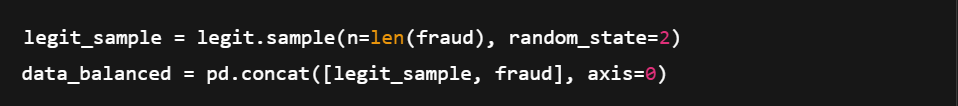 legit_sample = legit.sample(n=len(fraud), random_state=2)
data_balanced = pd.concat([legit_sample, fraud], axis=0)